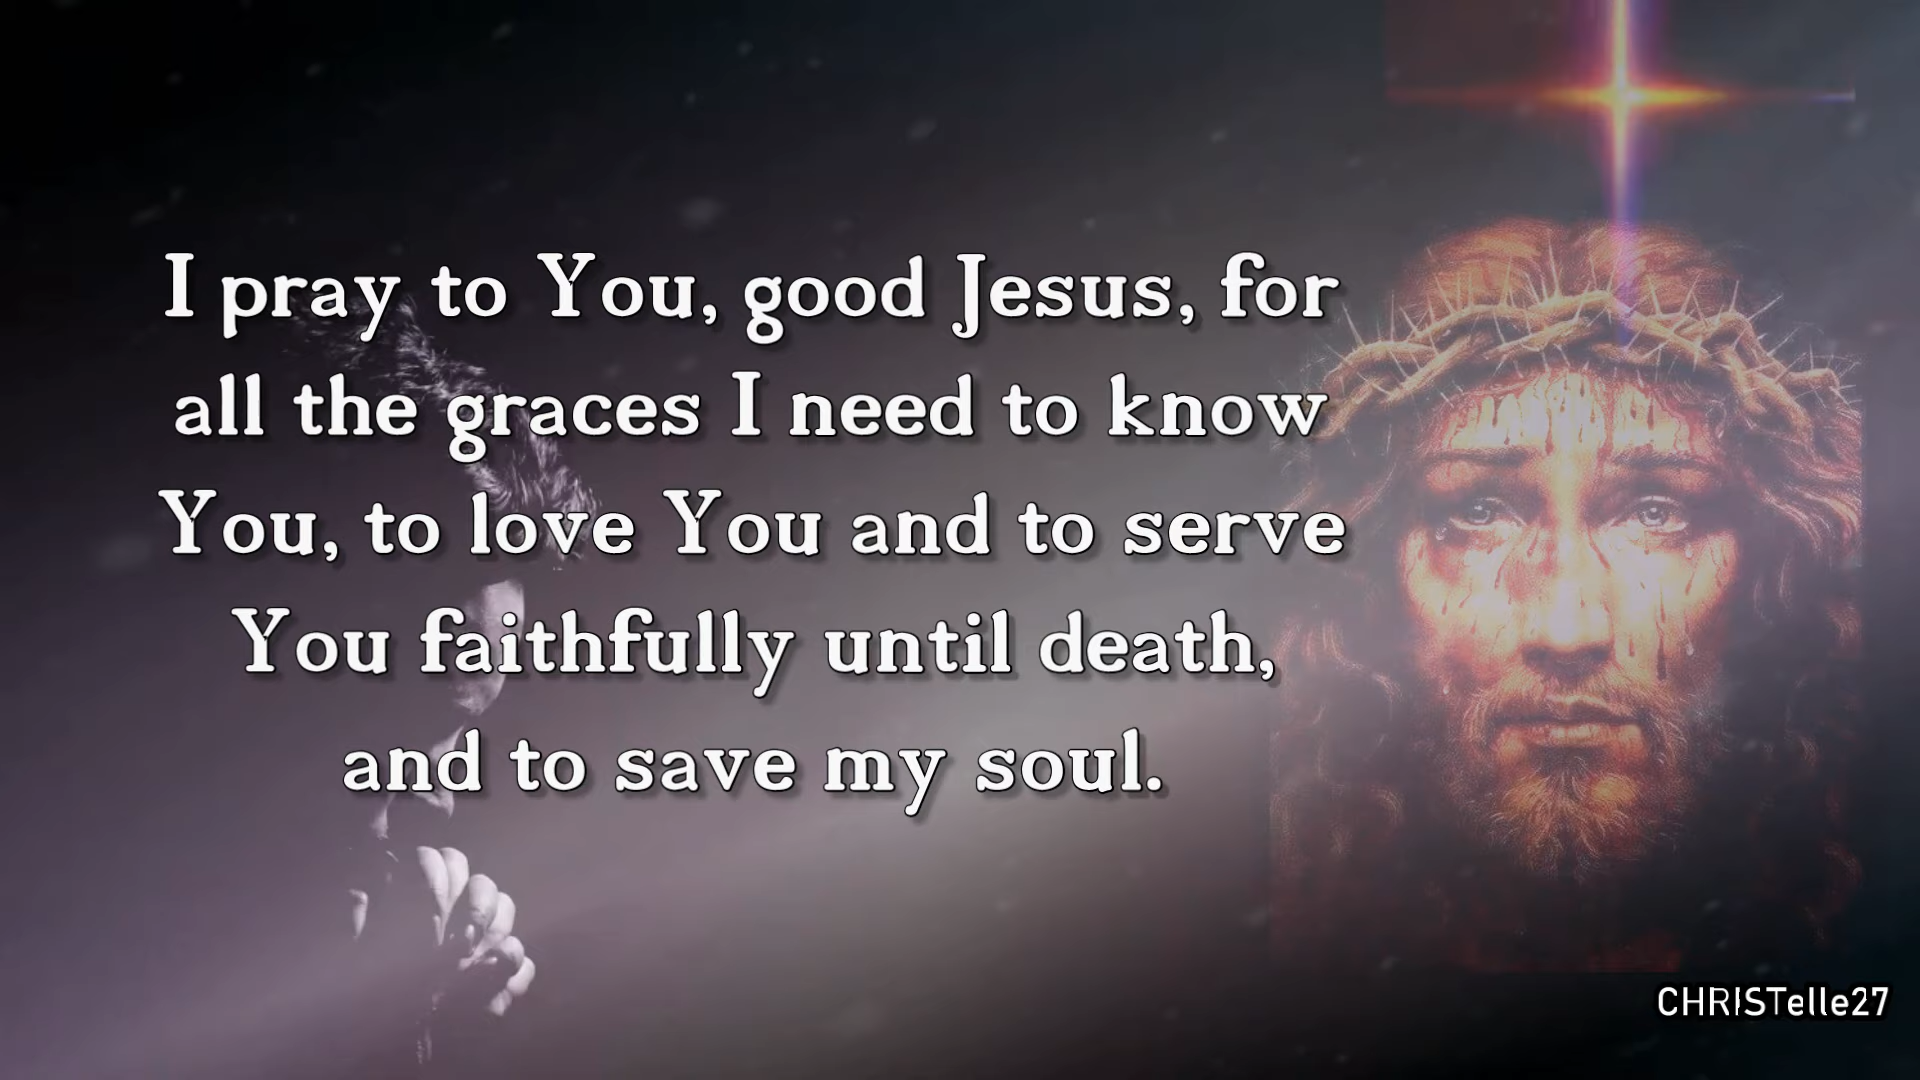 I pray to You, good Jesus, for
all the graces I need to know
You, to love You and to serve
You faithfully until death,
and to save my soul.
CHRISTelle27